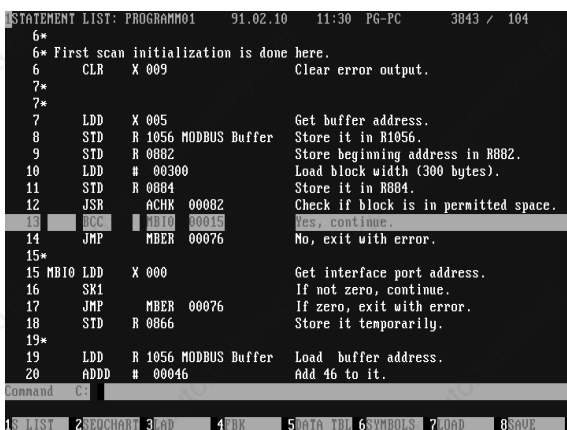 1STATEMENT LIST: PROGRAMM01 91.02.10 11:30 PG-PC 3843 / 104
6*
6* First scan initialization is done here.
6 CLR X 009 Clear error output.
7*
7*
7 LDD X 005 Get buffer address.
8 STD R 1056 MODBUS Buffer Store it in R1056.
9 STD R 0882 Store beginning address in R882.
10 LDD # 00300 Load block width (300 bytes).
11 STD R 0884 Store it in R884.
12 JSR ACHK 00082 Check if block is in permitted space.
13 BCC MBI0 00015 Yes, continue.
14 JMP MBER 00076 No, exit with error.
15*
15 MBI0 LDD X 000 Get interface port address.
16 SK1 If not zero, continue.
17 JMP MBER 00076 If zero, exit with error.
18 STD R 0866 Store it temporarily.
19*
19 LDD R 1056 MODBUS Buffer Load buffer address.
20 ADDD # 00046 Add 46 to it.
Command C:
1S LIST 2SEQCHART 3LAD 4FBK 5DATA TBL 6SYMBOLS 7LOAD 8SAVE